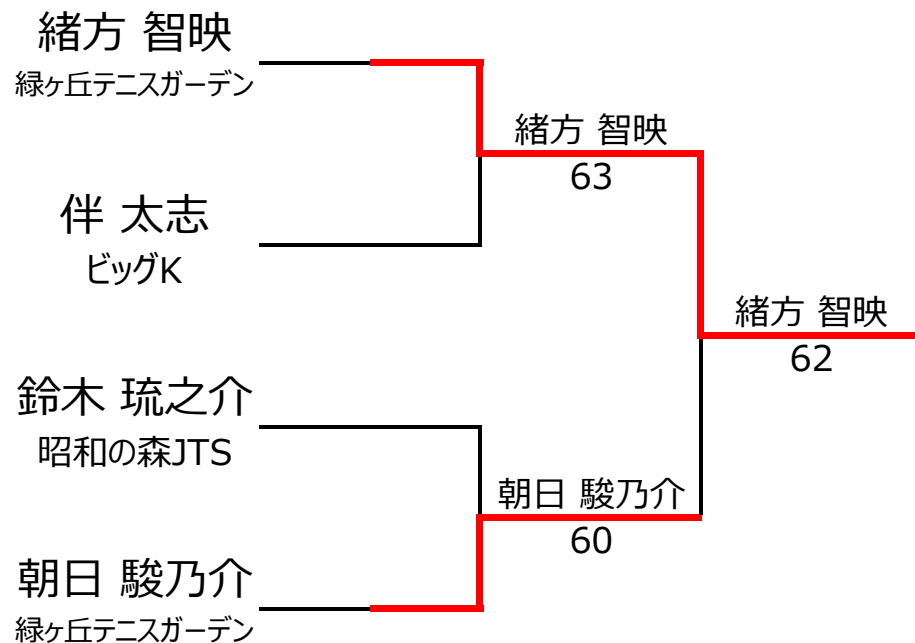 緒方 智映
緑ヶ丘テニスガーデン
緒方 智映
63
伴 太志
ビッグK
緒方 智映
62
鈴木 琉之介
昭和の森JTS
朝日 駿乃介
60
朝日 駿乃介
緑ヶ丘テニスガーデン